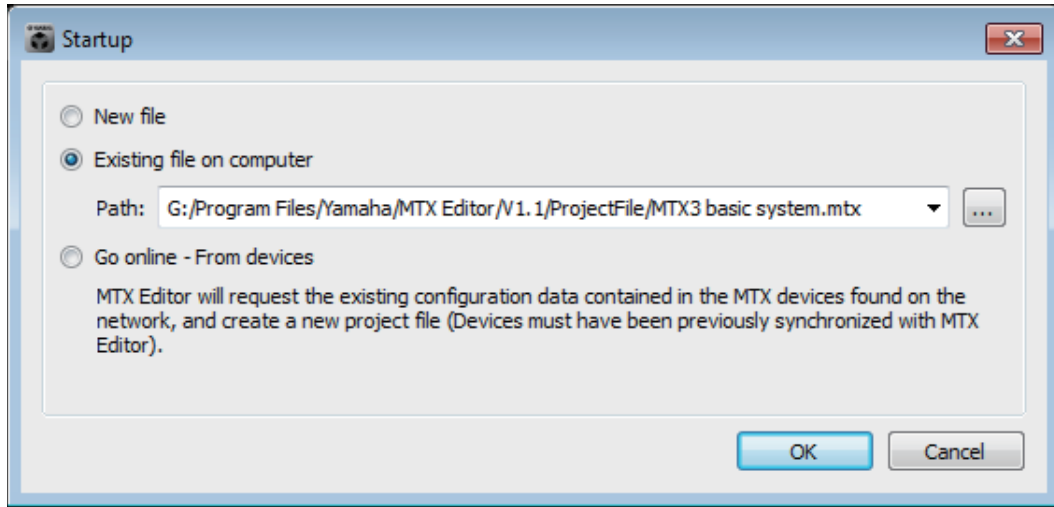 Startup
New file
Existing file on computer
Path: G:/Program Files/Yamaha/MTX Editor/V1.1/ProjectFile/MTX3 basic system.mtx ...
Go online - From devices
MTX Editor will request the existing configuration data contained in the MTX devices found on the
network, and create a new project file (Devices must have been previously synchronized with MTX
Editor).
OK Cancel